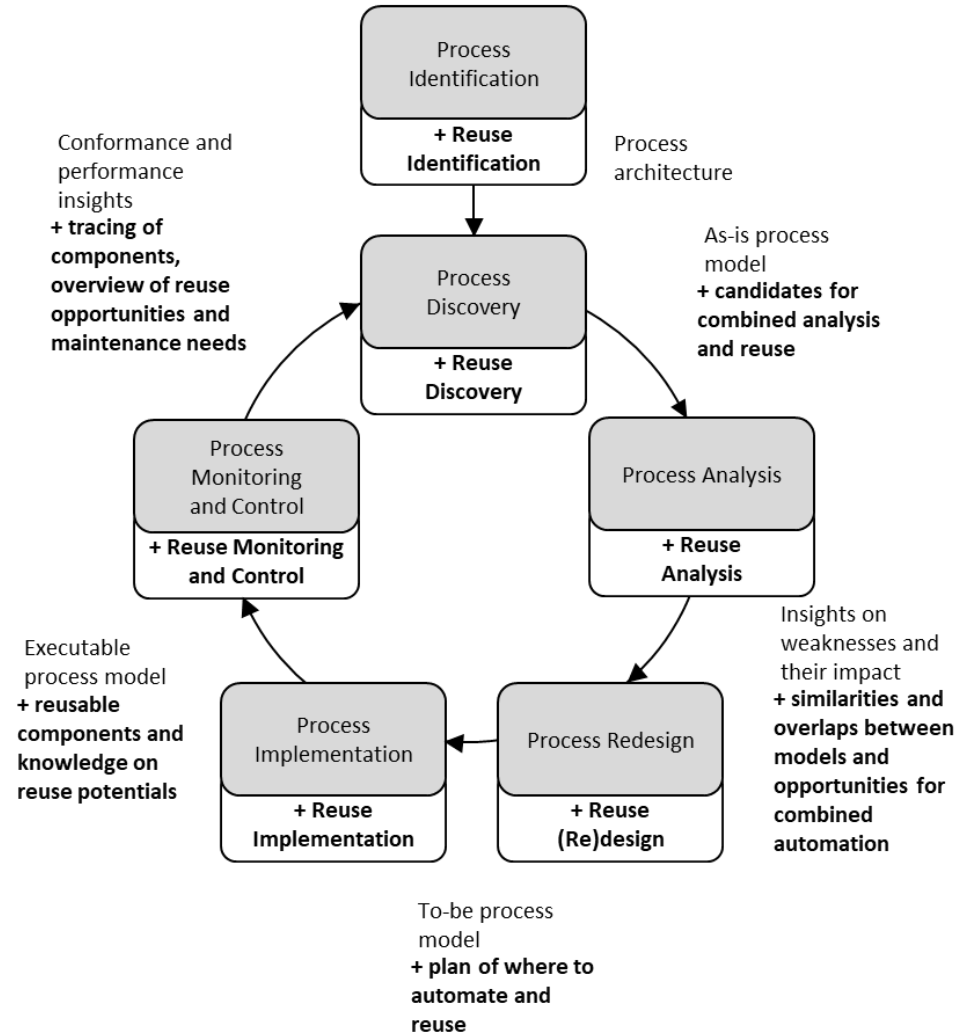 Process
Identification
+ Reuse
Identification
Process
architecture
Conformance and
performance
insights
+ tracing of
components,
overview of reuse
opportunities and
maintenance needs
Process
Discovery
+ Reuse
Discovery
As-is process
model
+ candidates for
combined analysis
and reuse
Process
Monitoring
and Control
+ Reuse Monitoring
and Control
Process Analysis
+ Reuse
Analysis
Executable
process model
+ reusable
components and
knowledge on
reuse potentials
Process
Implementation
+ Reuse
Implementation
Process Redesign
+ Reuse
(Re)design
Insights on
weaknesses and
their impact
+ similarities and
overlaps between
models and
opportunities for
combined
automation
To-be process
model
+ plan of where to
automate and
reuse